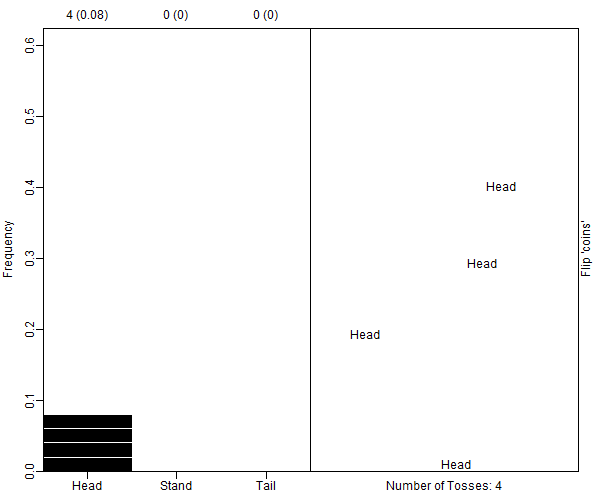 4 (0.08) 0 (0) 0 (0)
0.6
0.5
0.4
0.3
0.2
0.1
0.0
Frequency
Head Stand Tail
Head
Head
Head
Head
Number of Tosses: 4
Flip 'coins'